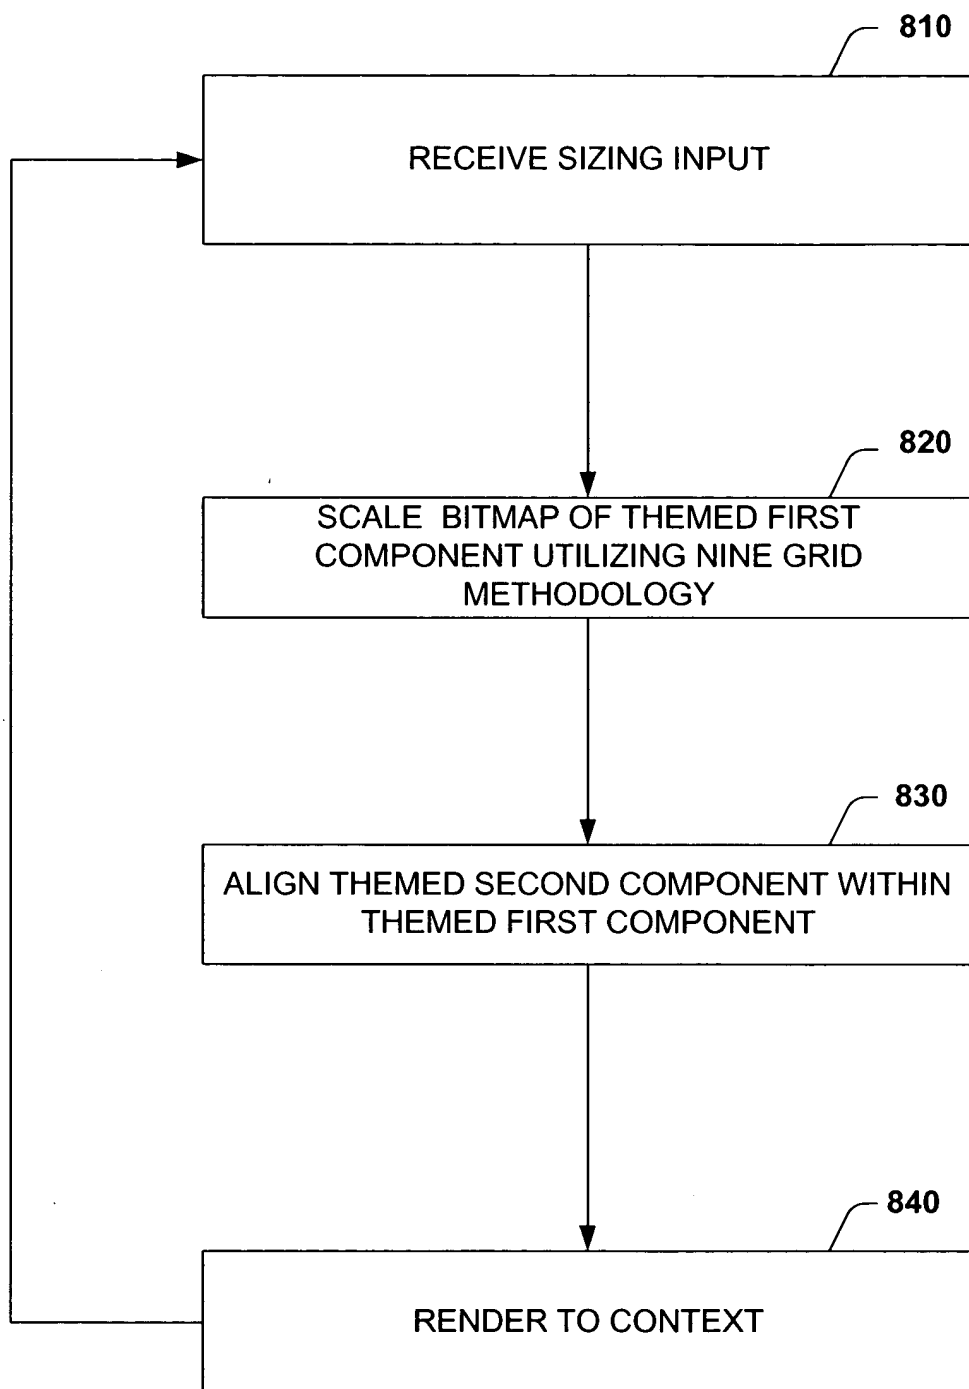 810
RECEIVE SIZING INPUT
820
SCALE BITMAP OF THEMED FIRST
COMPONENT UTILIZING NINE GRID
METHODOLOGY
830
ALIGN THEMED SECOND COMPONENT WITHIN
THEMED FIRST COMPONENT
840
RENDER TO CONTEXT